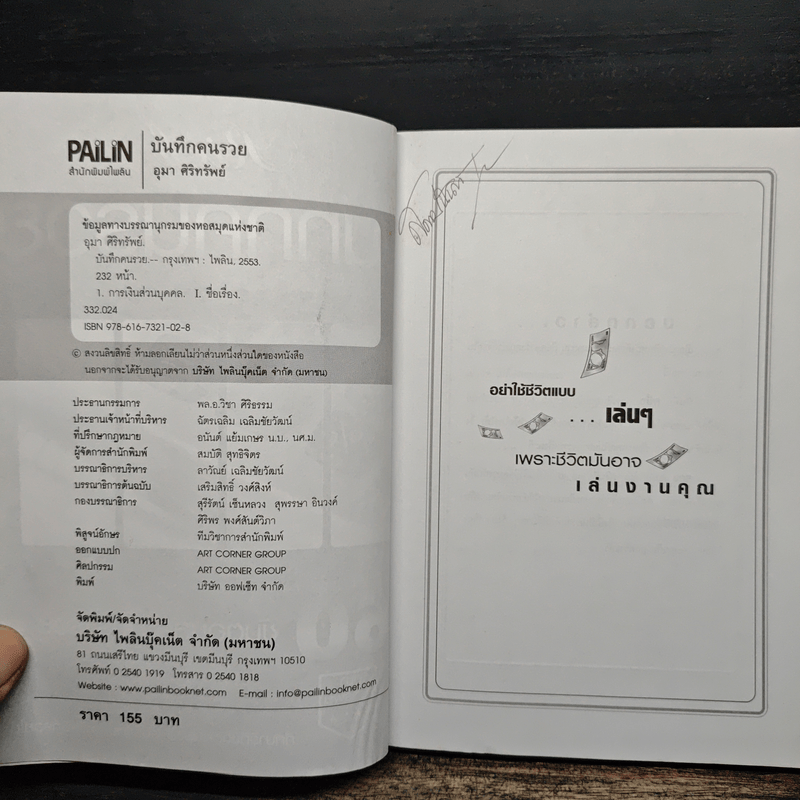 PAiLiN
สำนักพิมพ์ไพลิน
บันทึกคนรวย
อุมา ศิริทรัพย์
ข้อมูลทางบรรณานุกรมของหอสมุดแห่งชาติ
อุมา ศิริทรัพย์.
บันทึกคนรวย.-- กรุงเทพฯ : ไพลิน, 2553.
232 หน้า.
1. การเงินส่วนบุคคล. I. ชื่อเรื่อง.
332.024
ISBN 978-616-7321-02-8
© สงวนลิขสิทธิ์ ห้ามลอกเลียนไม่ว่าส่วนหนึ่งส่วนใดของหนังสือ
นอกจากจะได้รับอนุญาตจาก บริษัท ไพลินบุ๊คเน็ต จำกัด (มหาชน)
ประธานกรรมการ พล.อ.วิชา ศิริธรรม
ประธานเจ้าหน้าที่บริหาร ฉัตรเฉลิม เฉลิมชัยวัฒน์
ที่ปรึกษากฎหมาย อนันต์ แย้มเกษร น.บ., นศ.ม.
ผู้จัดการสำนักพิมพ์ สมบัติ สุทธิจิตร
บรรณาธิการบริหาร ลาวัณย์ เฉลิมชัยวัฒน์
บรรณาธิการต้นฉบับ เสริมสิทธิ์ วงศ์สิงห์
กองบรรณาธิการ สุรีรัตน์ เซ็นหลวง สุพรรษา อินวงค์
ศิริพร พงศ์สันต์วิภา
พิสูจน์อักษร ทีมวิชาการสำนักพิมพ์
ออกแบบปก ART CORNER GROUP
ศิลปกรรม ART CORNER GROUP
พิมพ์ บริษัท ออฟเซ็ท จำกัด
จัดพิมพ์/จัดจำหน่าย
บริษัท ไพลินบุ๊คเน็ต จำกัด (มหาชน)
81 ถนนเสรีไทย แขวงมีนบุรี เขตมีนบุรี กรุงเทพฯ 10510
โทรศัพท์ 0 2540 1919 โทรสาร 0 2540 1818
Website : www.pailinbooknet.com E-mail : info@pailinbooknet.com
ราคา 155 บาท
อย่าใช้ชีวิตแบบ
... เล่นๆ
เพราะชีวิตมันอาจ
เล่นงานคุณ